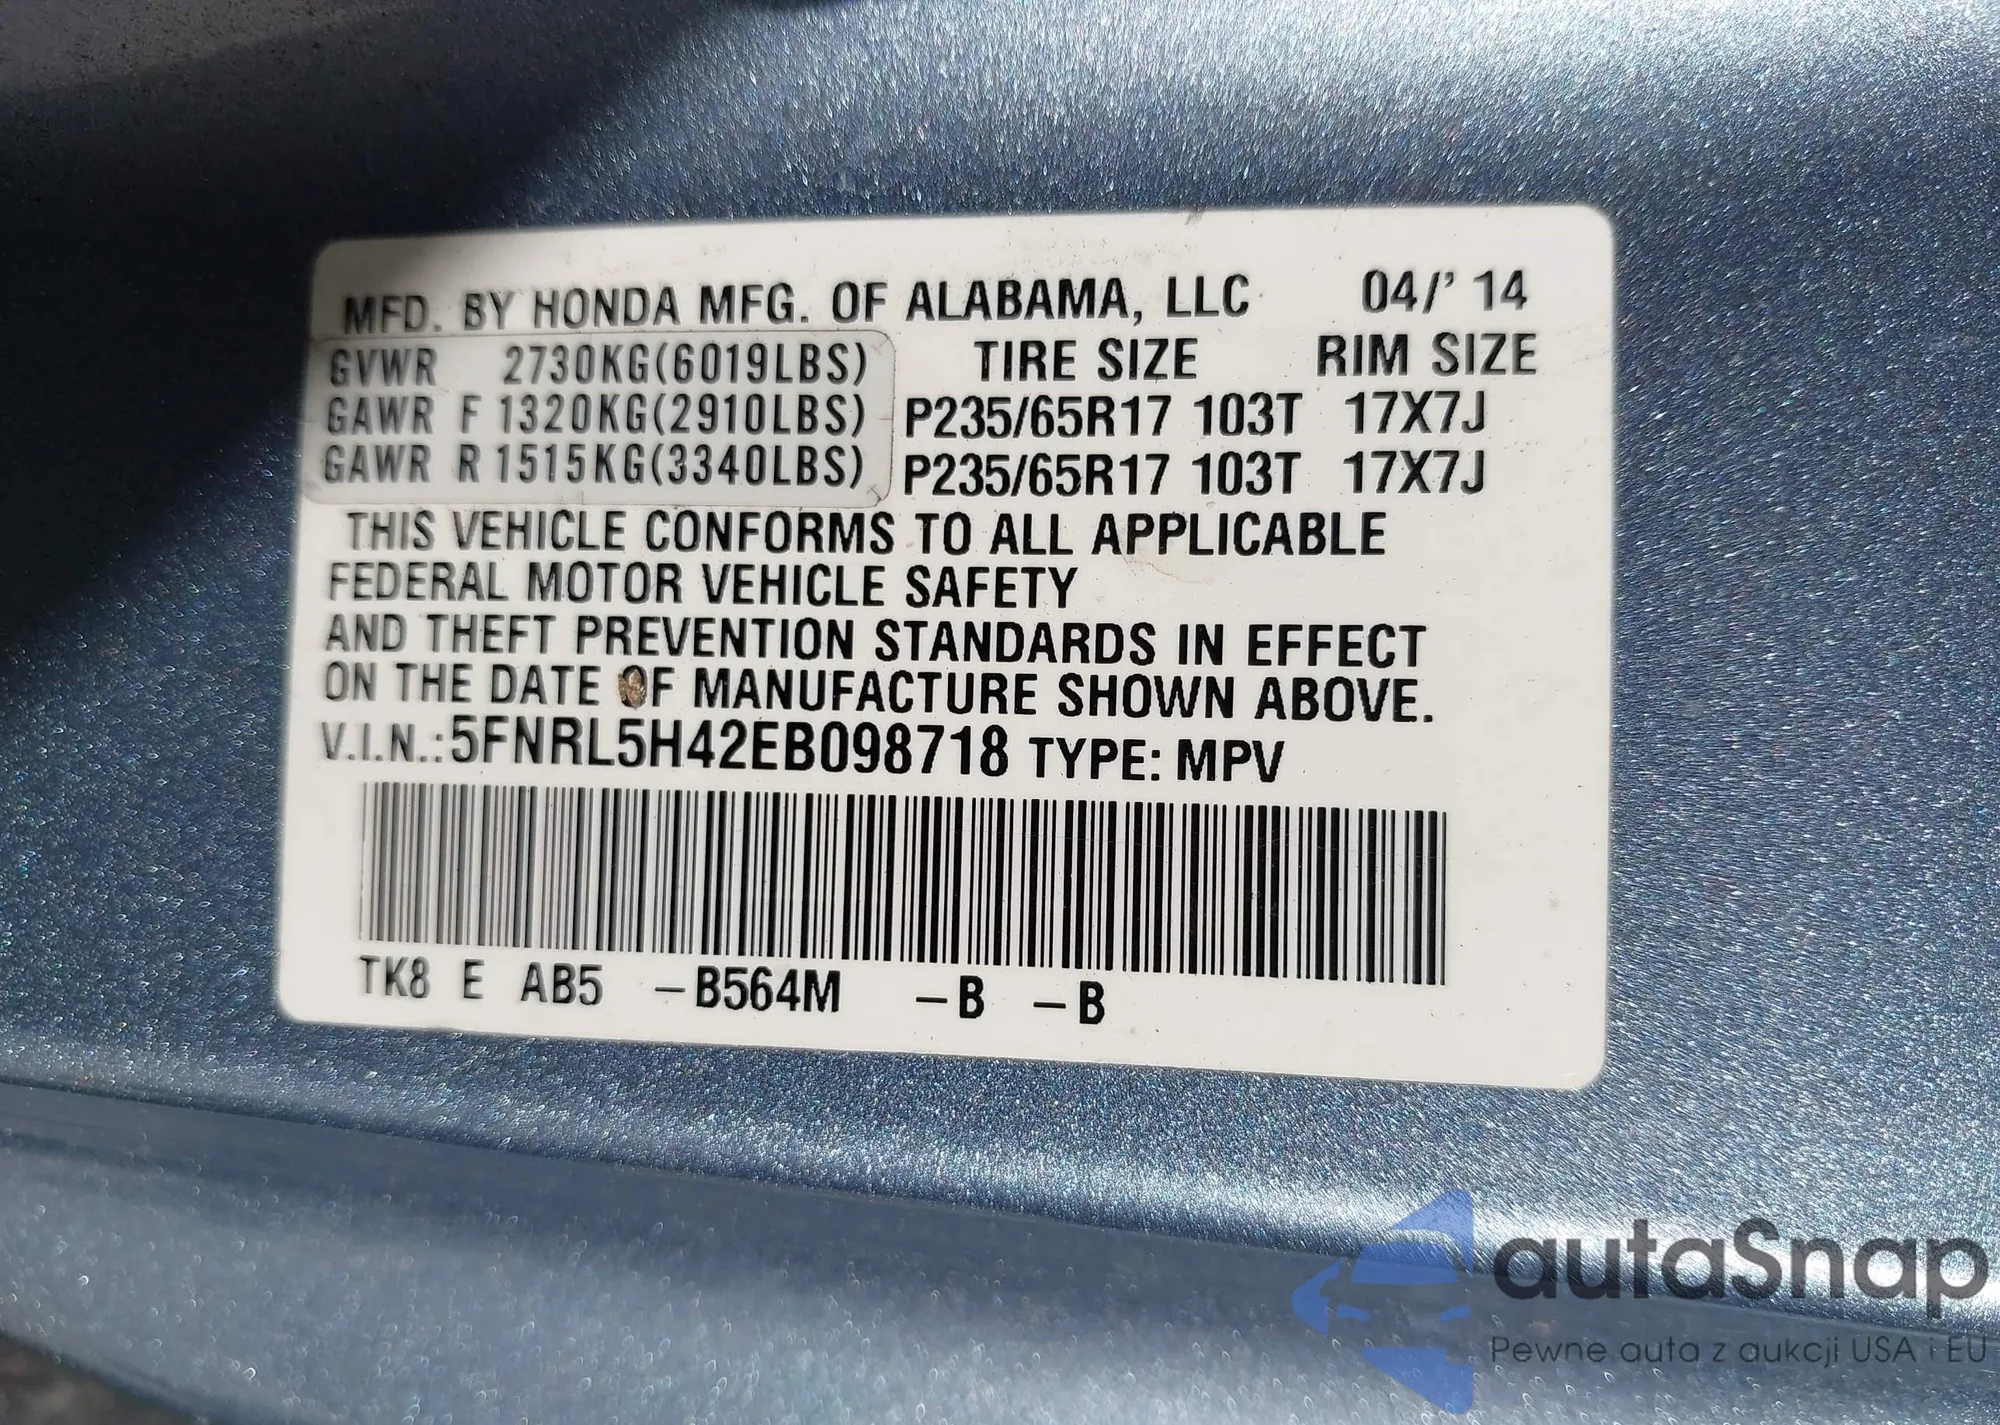 MFD. BY HONDA MFG. OF ALABAMA, LLC 04/' 14
GVWR 2730KG(6019LBS) TIRE SIZE RIM SIZE
GAWR F 1320KG(2910LBS) P235/65R17 103T 17X7J
GAWR R 1515KG(3340LBS) P235/65R17 103T 17X7J
THIS VEHICLE CONFORMS TO ALL APPLICABLE
FEDERAL MOTOR VEHICLE SAFETY
AND THEFT PREVENTION STANDARDS IN EFFECT
ON THE DATE OF MANUFACTURE SHOWN ABOVE.
V.I.N.:5FNRL5H42EB098718 TYPE: MPV
TK8 E AB5 –B564M –B –B
autaSnap
Pewne auta z aukcji USA i EU